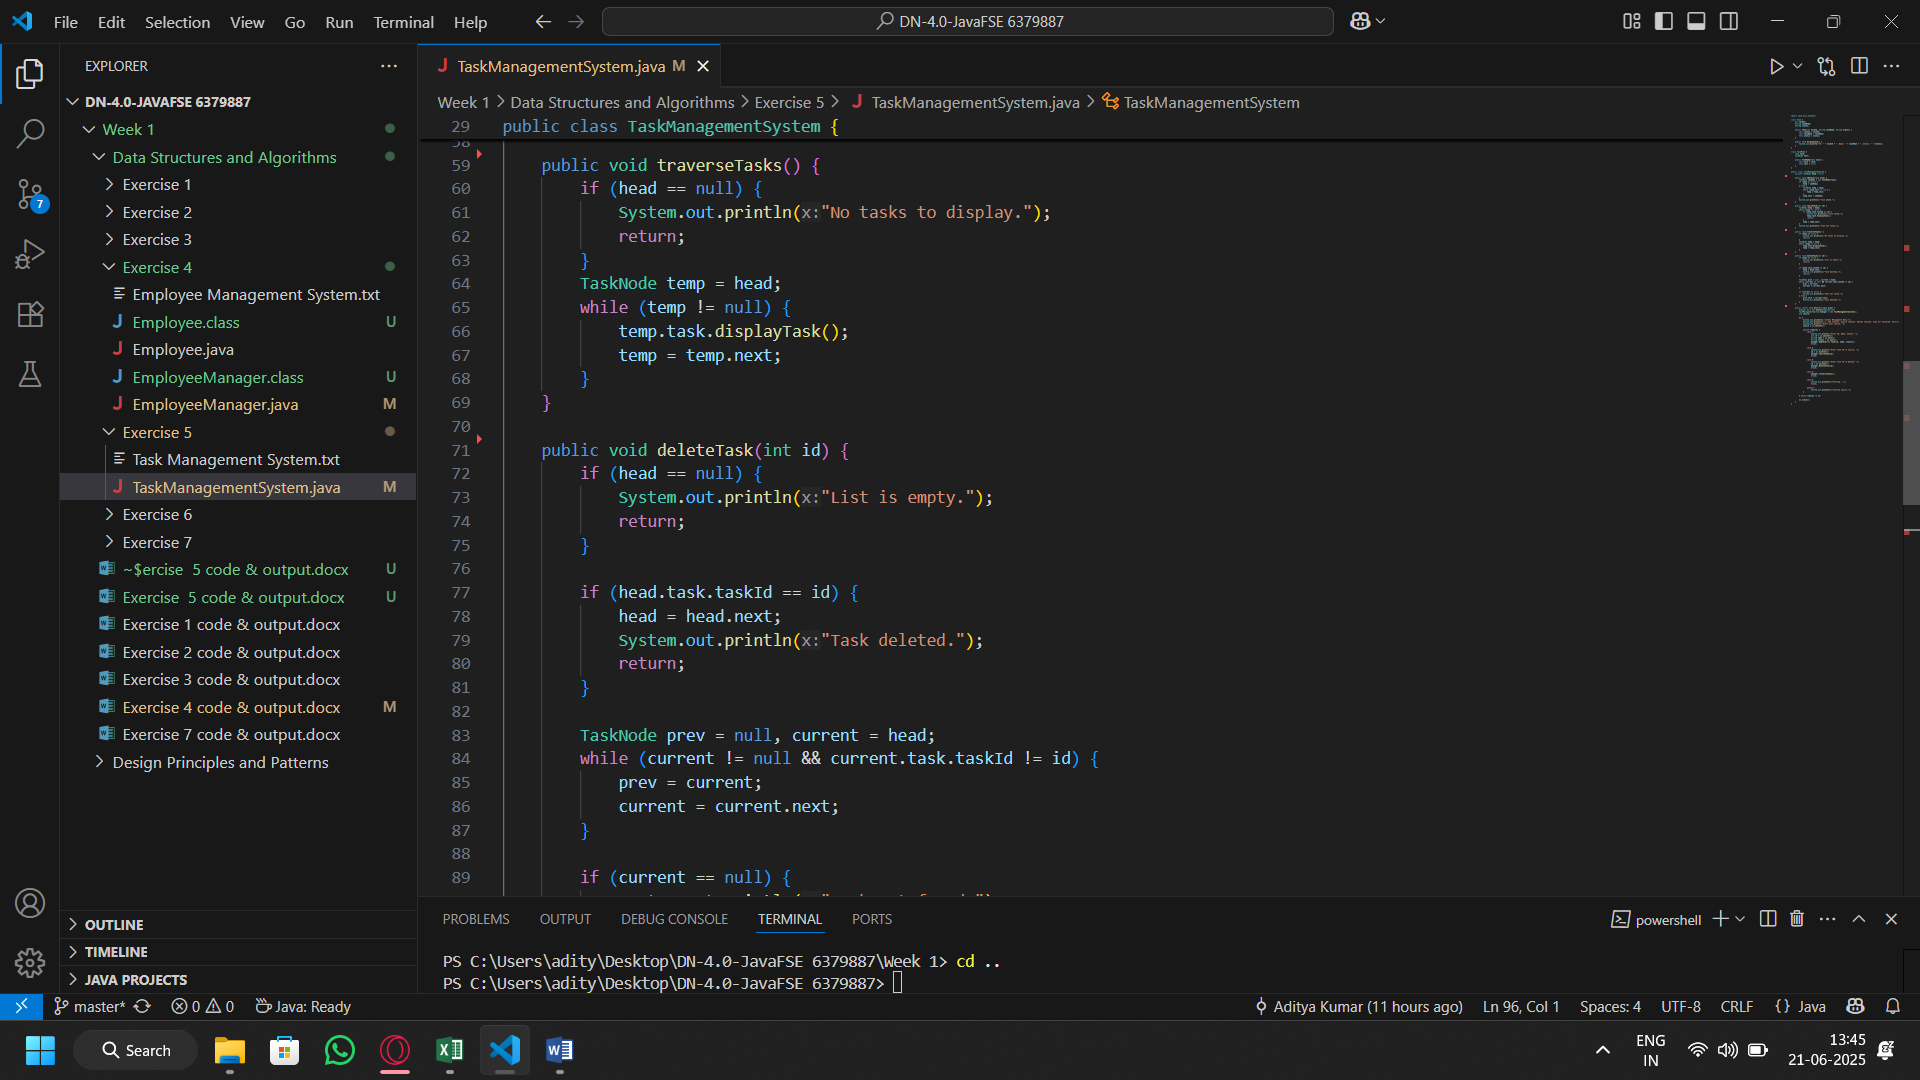 File Edit Selection View Go Run Terminal Help
DN-4.0-JavaFSE 6379887
EXPLORER
DN-4.0-JAVAFSE 6379887
Week 1
Data Structures and Algorithms
Exercise 1
Exercise 2
Exercise 3
Exercise 4
Employee Management System.txt
Employee.class U
Employee.java
EmployeeManager.class U
EmployeeManager.java M
Exercise 5
Task Management System.txt
TaskManagementSystem.java M
Exercise 6
Exercise 7
~$ercise  5 code & output.docx U
Exercise  5 code & output.docx U
Exercise 1 code & output.docx
Exercise 2 code & output.docx
Exercise 3 code & output.docx
Exercise 4 code & output.docx M
Exercise 7 code & output.docx
Design Principles and Patterns
OUTLINE
TIMELINE
JAVA PROJECTS
7
TaskManagementSystem.java M
Week 1 > Data Structures and Algorithms > Exercise 5 > TaskManagementSystem.java > TaskManagementSystem
29 public class TaskManagementSystem {
58
59 public void traverseTasks() {
60 if (head == null) {
61 System.out.println(x:"No tasks to display.");
62 return;
63 }
64 TaskNode temp = head;
65 while (temp != null) {
66 temp.task.displayTask();
67 temp = temp.next;
68 }
69 }
70
71 public void deleteTask(int id) {
72 if (head == null) {
73 System.out.println(x:"List is empty.");
74 return;
75 }
76
77 if (head.task.taskId == id) {
78 head = head.next;
79 System.out.println(x:"Task deleted.");
80 return;
81 }
82
83 TaskNode prev = null, current = head;
84 while (current != null && current.task.taskId != id) {
85 prev = current;
86 current = current.next;
87 }
88
89 if (current == null) {
PROBLEMS OUTPUT DEBUG CONSOLE TERMINAL PORTS
powershell
PS C:\Users\adity\Desktop\DN-4.0-JavaFSE 6379887\Week 1> cd ..
PS C:\Users\adity\Desktop\DN-4.0-JavaFSE 6379887>
master* 0 0 Java: Ready
Aditya Kumar (11 hours ago) Ln 96, Col 1 Spaces: 4 UTF-8 CRLF {} Java
Search
ENG
IN
13:45
21-06-2025